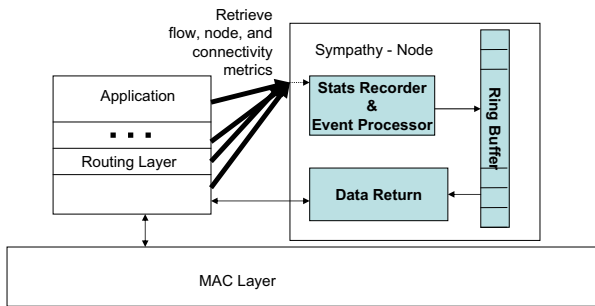 Retrieve
flow, node, and
connectivity
metrics
Sympathy - Node
Application
...
Routing Layer
Stats Recorder
&
Event Processor
Ring Buffer
Data Return
MAC Layer